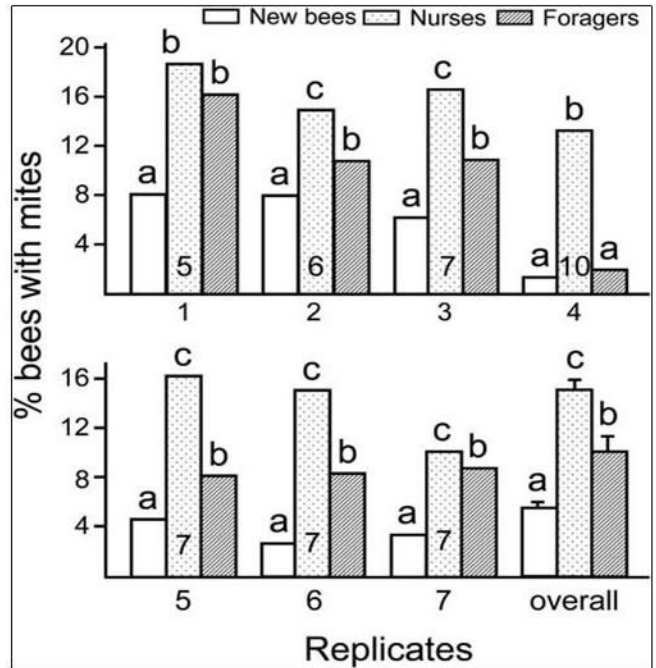 New bees Nurses Foragers
% bees with mites
20
16
12
8
4
a b b
a c b
a c b
a b a
5 6 7 10
1 2 3 4
16
12
8
4
a c b
a c b
a c b
a c b
7 7 7
5 6 7 overall
Replicates